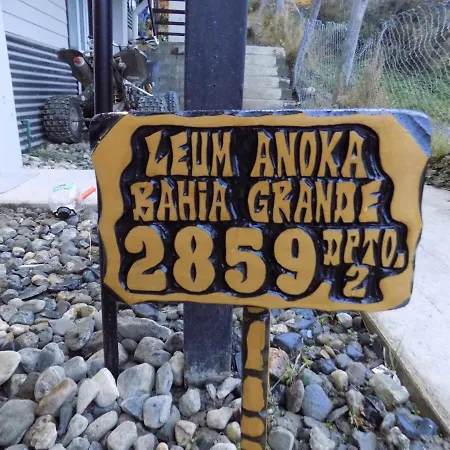 LEUM ANOKA
BAHiA GRANDE
2859 DPTO. 2